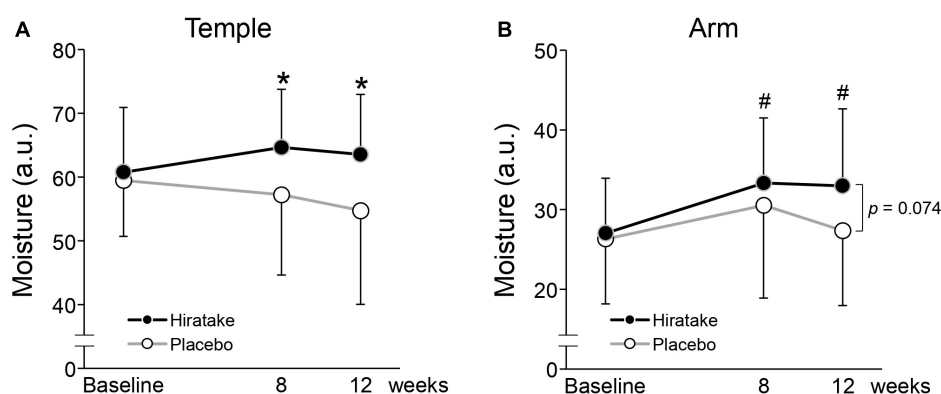 A Temple
80
70
60
50
40
0
Moisture (a.u.)
* *
Hiratake
Placebo
Baseline 8 12 weeks
B Arm
50
40
30
20
0
Moisture (a.u.)
# #
p = 0.074
Hiratake
Placebo
Baseline 8 12 weeks